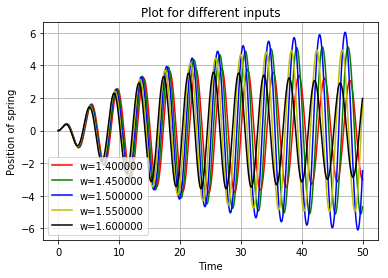 Plot for different inputs
6
4
2
0
−2
−4
−6
Position of spring
w=1.400000
w=1.450000
w=1.500000
w=1.550000
w=1.600000
0 10 20 30 40 50
Time